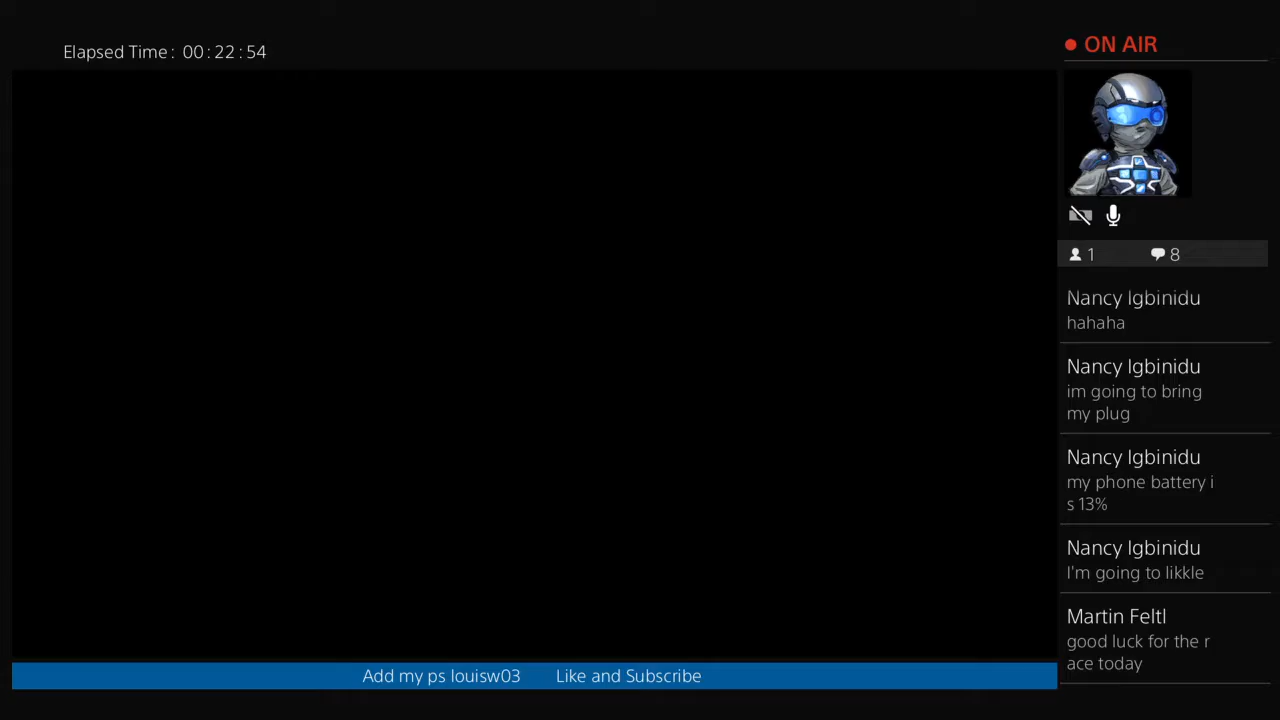 Elapsed Time: 00:22:54
ON AIR
1 8
Nancy Igbinidu
hahaha
Nancy Igbinidu
im going to bring
my plug
Nancy Igbinidu
my phone battery i
s 13%
Nancy Igbinidu
I'm going to likkle
Martin Feltl
good luck for the r
ace today
Add my ps louisw03 Like and Subscribe